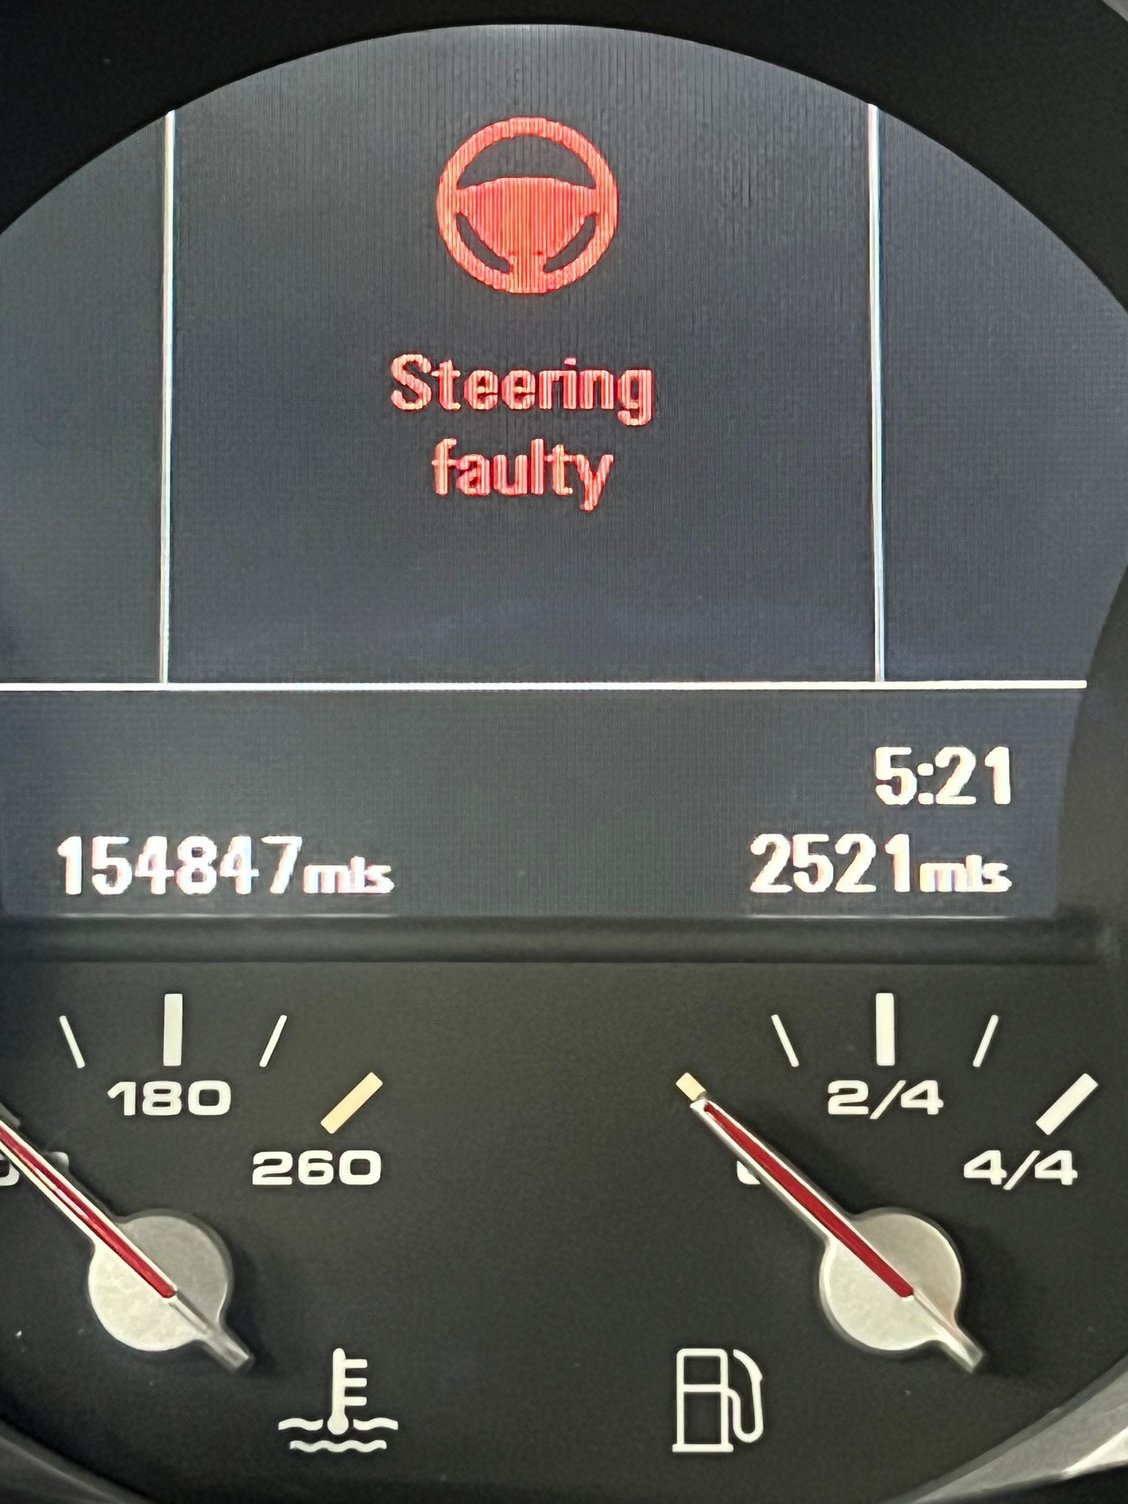 Steering
faulty
5:21
154847mls 2521mls
180 2/4
260 4/4